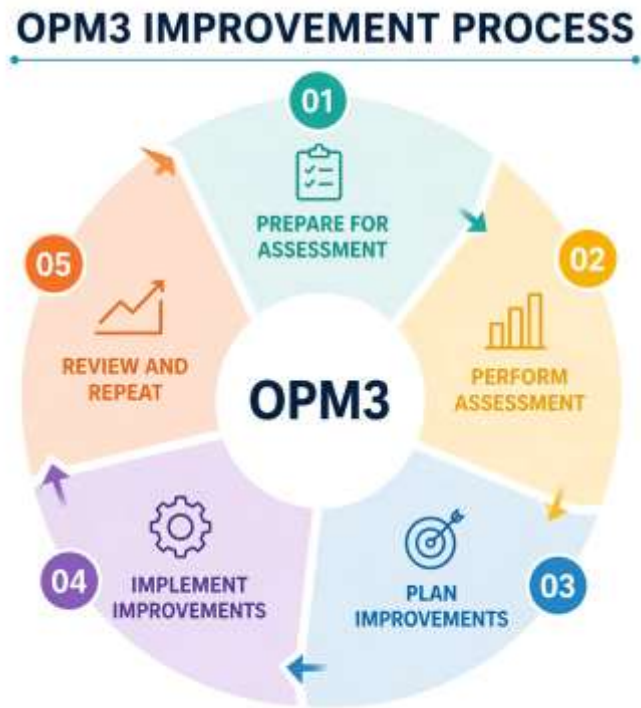 OPM3 IMPROVEMENT PROCESS
01
PREPARE FOR
ASSESSMENT
02
PERFORM
ASSESSMENT
03
PLAN
IMPROVEMENTS
04
IMPLEMENT
IMPROVEMENTS
05
REVIEW AND
REPEAT
OPM3